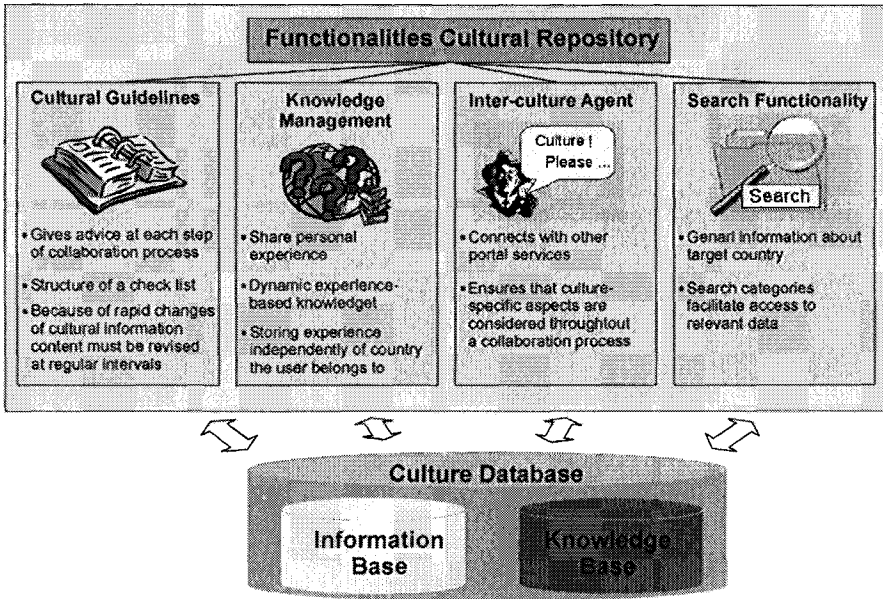 Functionalities Cultural Repository
Cultural Guidelines
• Gives advice at each step
of collaboration process
• Structure of a check list
• Because of rapid changes
of cultural information
content must be revised
at regular intervals
Knowledge
Management
• Share personal
experience
• Dynamic experience-
based knowledget
• Storing experience
independently of country
the user belongs to
Inter-culture Agent
Culture !
Please ...
• Connects with other
portal services
• Ensures that culture-
specific aspects are
considered throughtout
a collaboration process
Search Functionality
Search
• Genarl information about
target country
• Search categories
facilitate access to
relevant data
Culture Database
Information
Base
Knowledge
Base